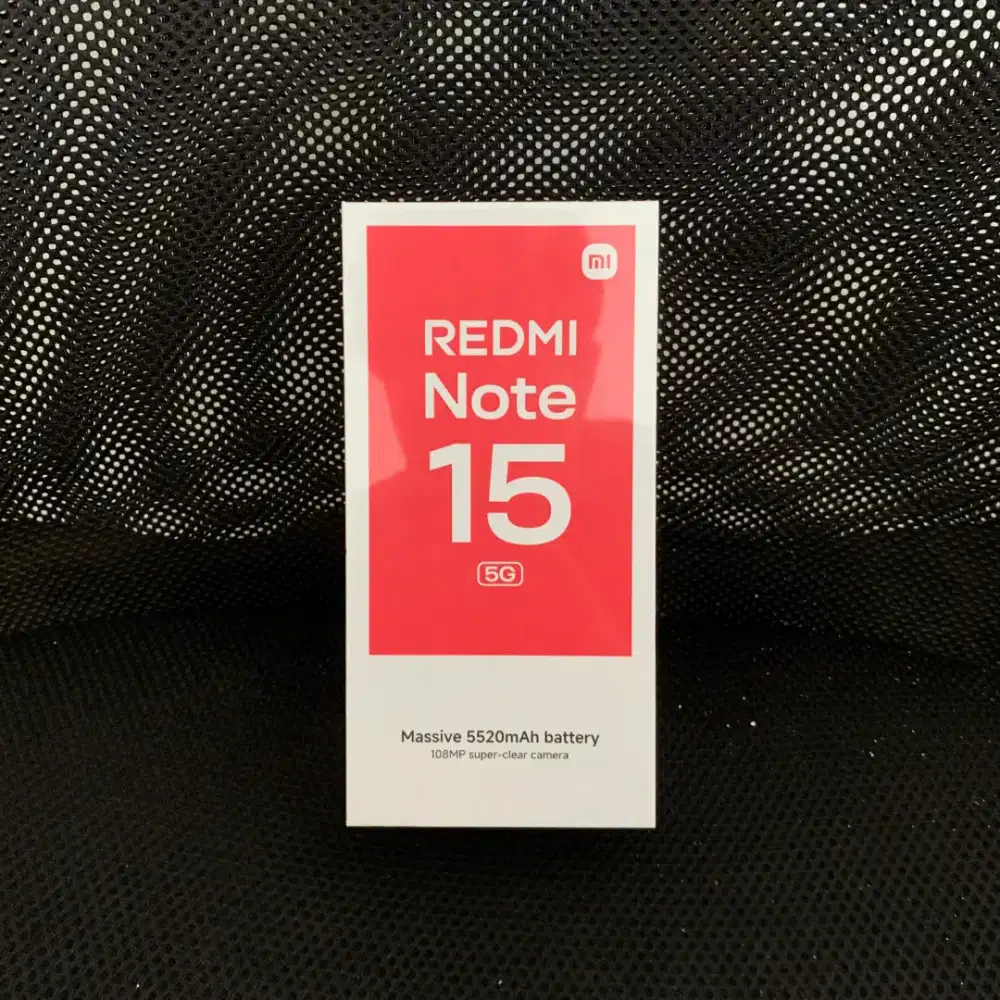 mi
REDMI
Note
15
5G
Massive 5520mAh battery
108MP super-clear camera